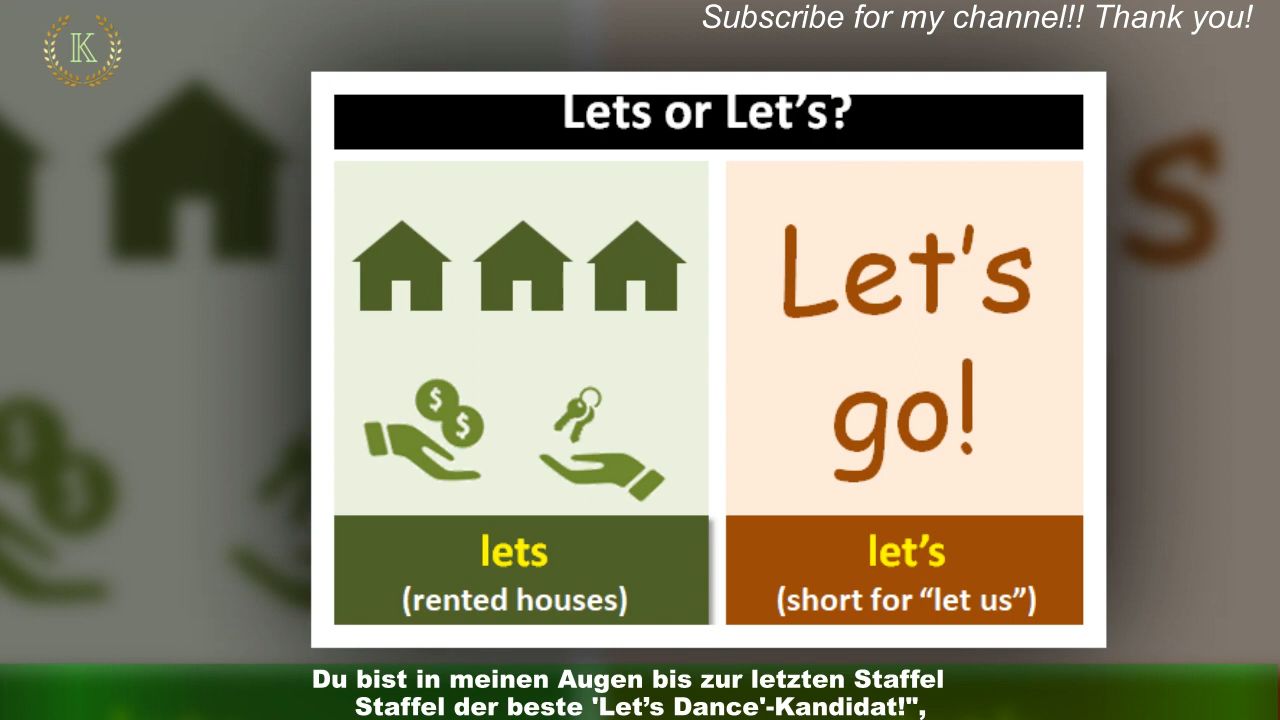 Subscribe for my channel!! Thank you!
K
Lets or Let's?
$
$
Let's
go!
lets
(rented houses)
let's
(short for “let us”)
Du bist in meinen Augen bis zur letzten Staffel
Staffel der beste 'Let’s Dance'-Kandidat!",